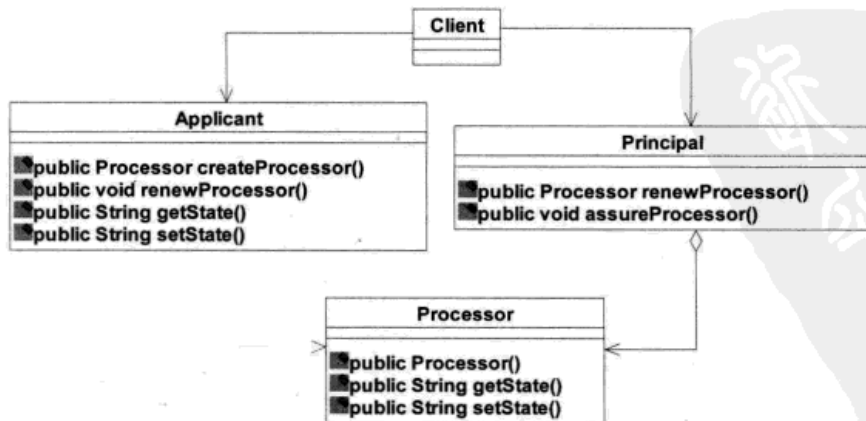 Client
Applicant
public Processor createProcessor()
public void renewProcessor()
public String getState()
public String setState()
Principal
public Processor renewProcessor()
public void assureProcessor()
Processor
public Processor()
public String getState()
public String setState()